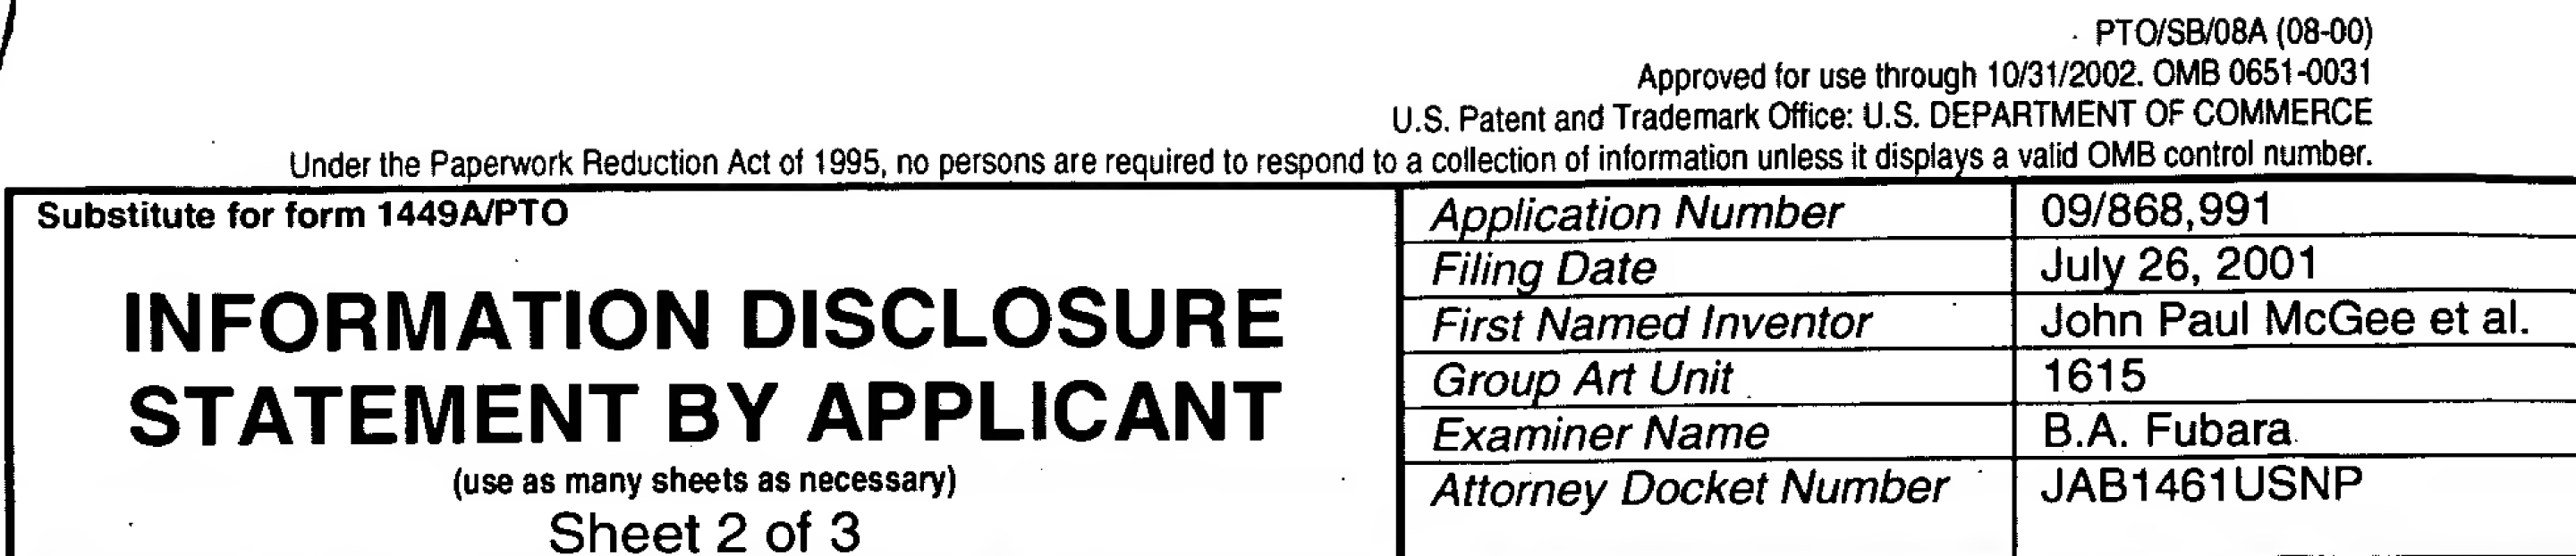 PTO/SB/08A (08-00)
Approved for use through 10/31/2002. OMB 0651-0031
U.S. Patent and Trademark Office: U.S. DEPARTMENT OF COMMERCE
Under the Paperwork Reduction Act of 1995, no persons are required to respond to a collection of information unless it displays a valid OMB control number.
Substitute for form 1449A/PTO
INFORMATION DISCLOSURE
STATEMENT BY APPLICANT
(use as many sheets as necessary)
Sheet 2 of 3
Application Number 09/868,991
Filing Date July 26, 2001
First Named Inventor John Paul McGee et al.
Group Art Unit 1615
Examiner Name B.A. Fubara
Attorney Docket Number JAB1461USNP